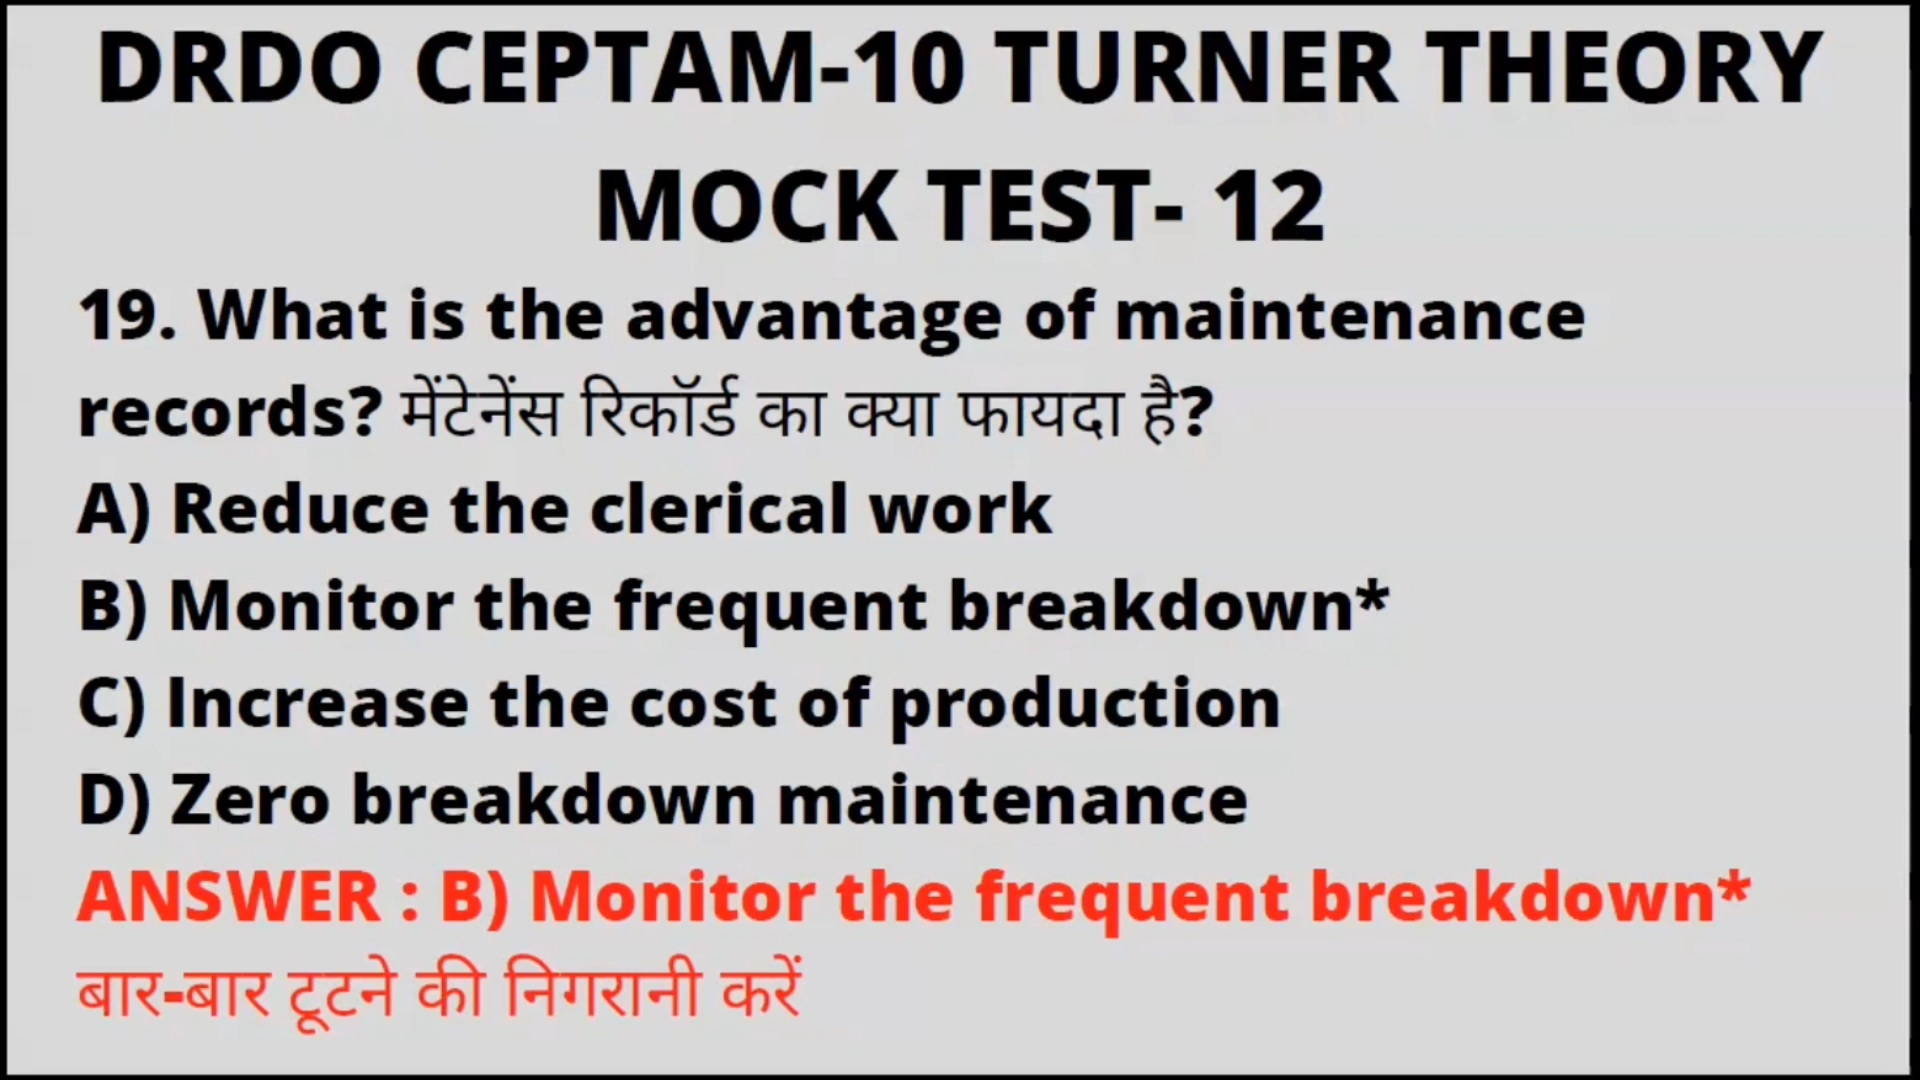 DRDO CEPTAM-10 TURNER THEORY
MOCK TEST- 12
19. What is the advantage of maintenance
records? मेंटेनेंस रिकॉर्ड का क्या फायदा है?
A) Reduce the clerical work
B) Monitor the frequent breakdown*
C) Increase the cost of production
D) Zero breakdown maintenance
ANSWER : B) Monitor the frequent breakdown*
बार-बार टूटने की निगरानी करें